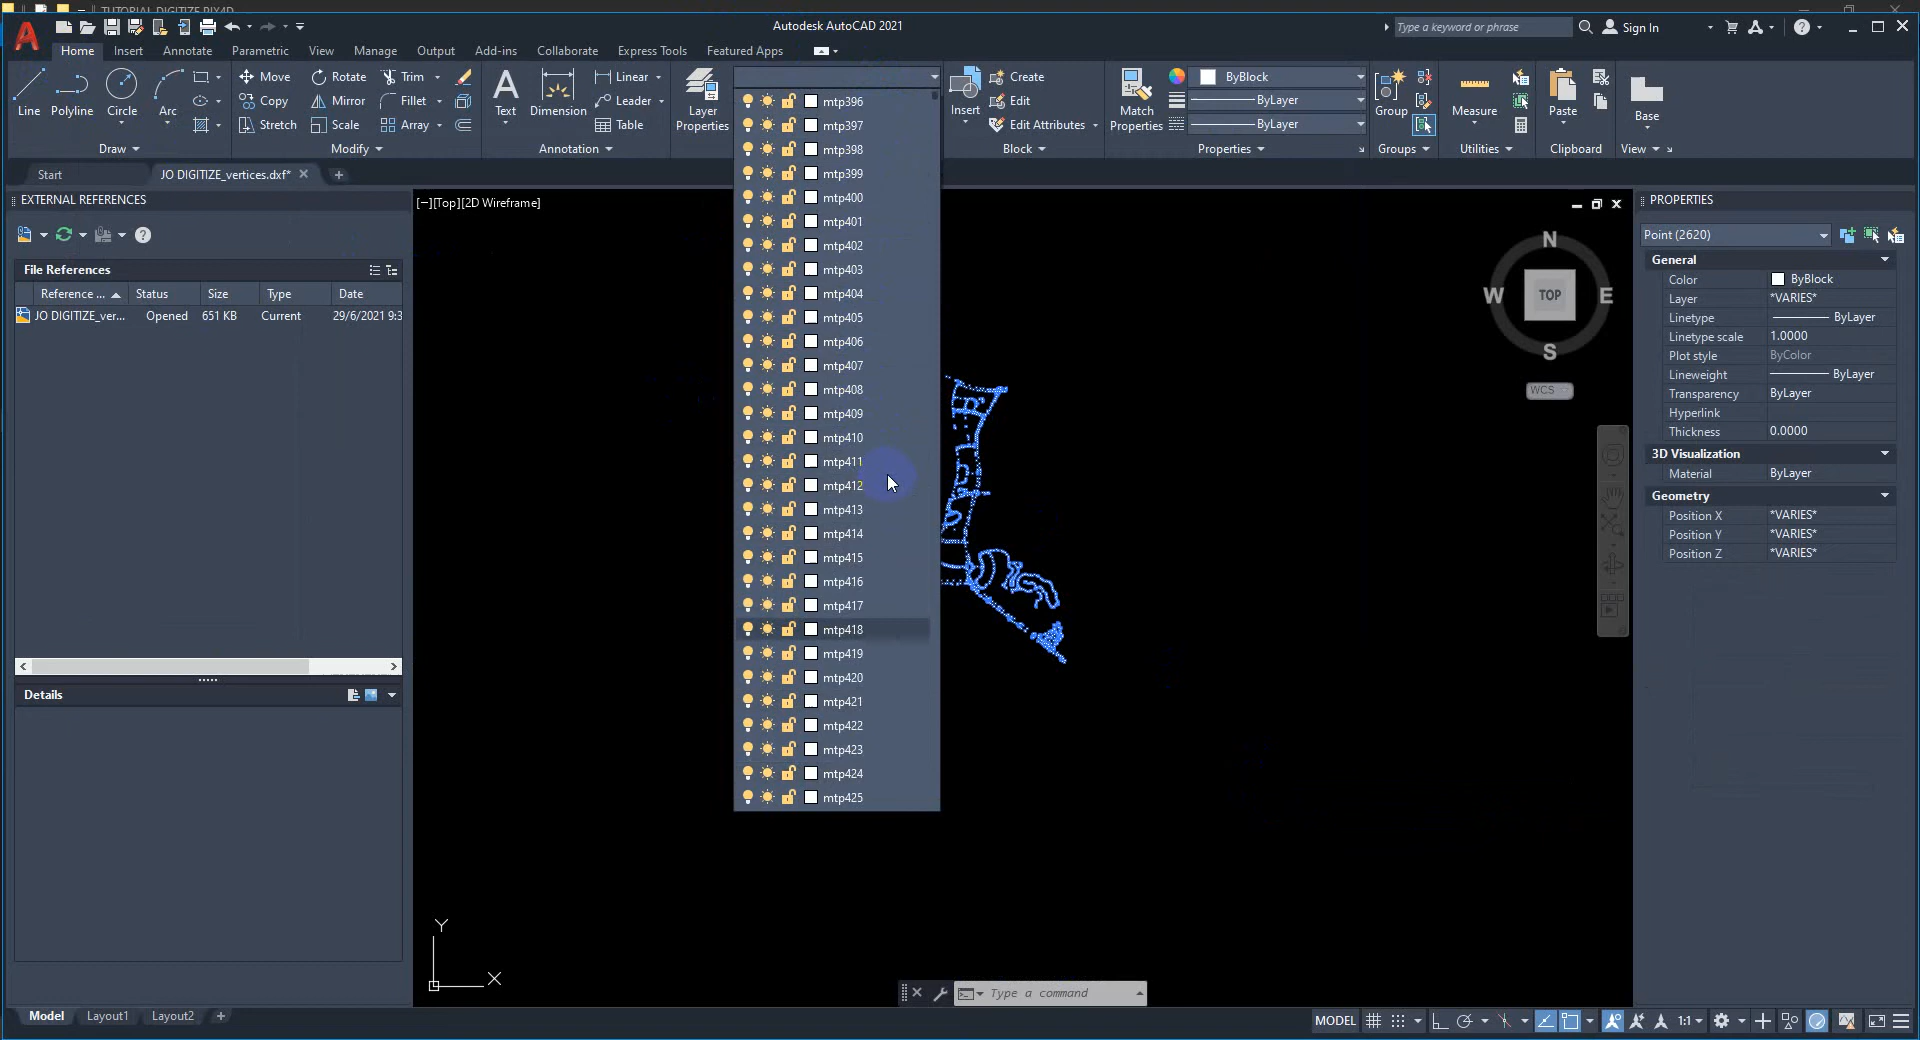 TUTORIAL DIGITIZE PIX4D
Autodesk AutoCAD 2021
Type a keyword or phrase
Sign In
Home Insert Annotate Parametric View Manage Output Add-ins Collaborate Express Tools Featured Apps
Line Polyline Circle Arc
Move Rotate Trim
Copy Mirror Fillet
Stretch Scale Array
Text Dimension
Linear
Leader
Table
Layer
Properties
Insert
Create
Edit
Edit Attributes
Match
Properties
ByBlock
ByLayer
ByLayer
Group
Measure
Paste
Base
Draw Modify Annotation Block Properties Groups Utilities Clipboard View
Start JO DIGITIZE_vertices.dxf*
EXTERNAL REFERENCES
File References
Reference ... Status Size Type Date
JO DIGITIZE_ver... Opened 651 KB Current 29/6/2021 9:3
Details
[−][Top][2D Wireframe]
mtp396
mtp397
mtp398
mtp399
mtp400
mtp401
mtp402
mtp403
mtp404
mtp405
mtp406
mtp407
mtp408
mtp409
mtp410
mtp411
mtp412
mtp413
mtp414
mtp415
mtp416
mtp417
mtp418
mtp419
mtp420
mtp421
mtp422
mtp423
mtp424
mtp425
N
W TOP E
S
WCS
Y
X
Type a command
PROPERTIES
Point (2620)
General
Color ByBlock
Layer *VARIES*
Linetype ByLayer
Linetype scale 1.0000
Plot style ByColor
Lineweight ByLayer
Transparency ByLayer
Hyperlink
Thickness 0.0000
3D Visualization
Material ByLayer
Geometry
Position X *VARIES*
Position Y *VARIES*
Position Z *VARIES*
Model Layout1 Layout2
MODEL 1:1